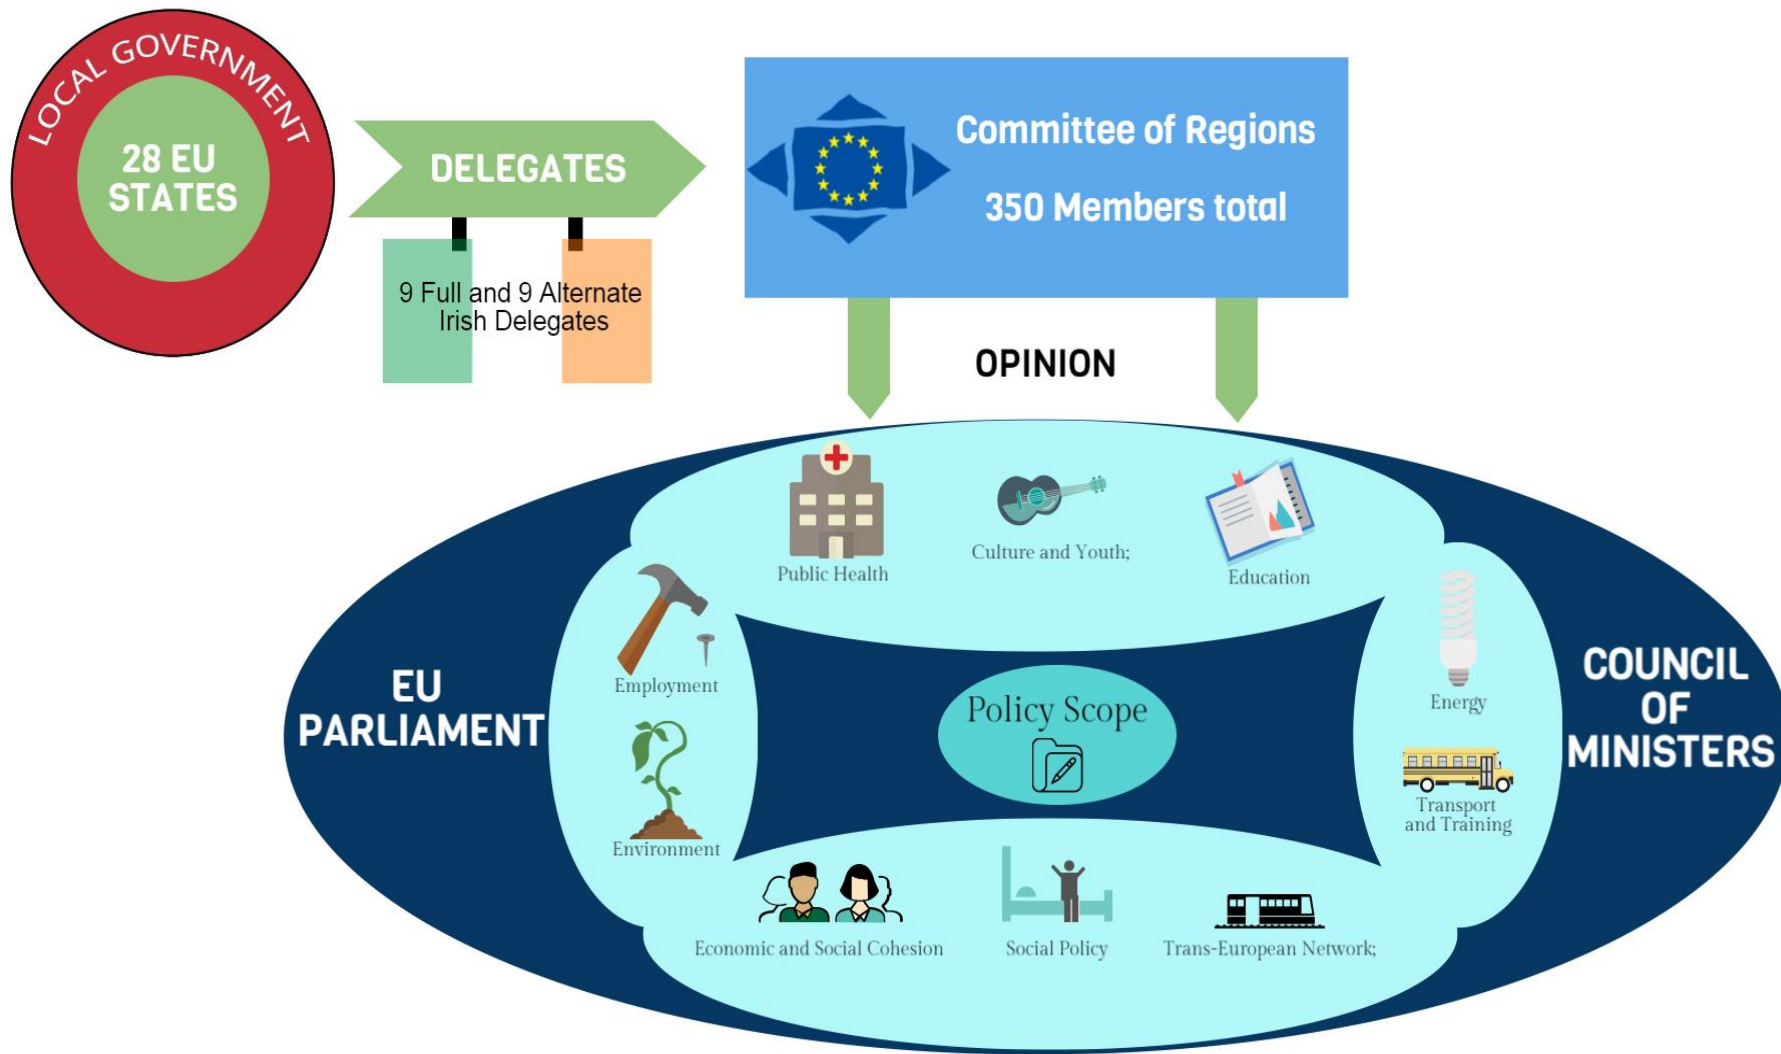 LOCAL GOVERNMENT
28 EU
STATES
DELEGATES
9 Full and 9 Alternate
Irish Delegates
Committee of Regions
350 Members total
OPINION
Public Health
Culture and Youth;
Education
Employment
Environment
EU
PARLIAMENT
Policy Scope
Energy
Transport
and Training
COUNCIL
OF
MINISTERS
Economic and Social Cohesion
Social Policy
Trans-European Network;